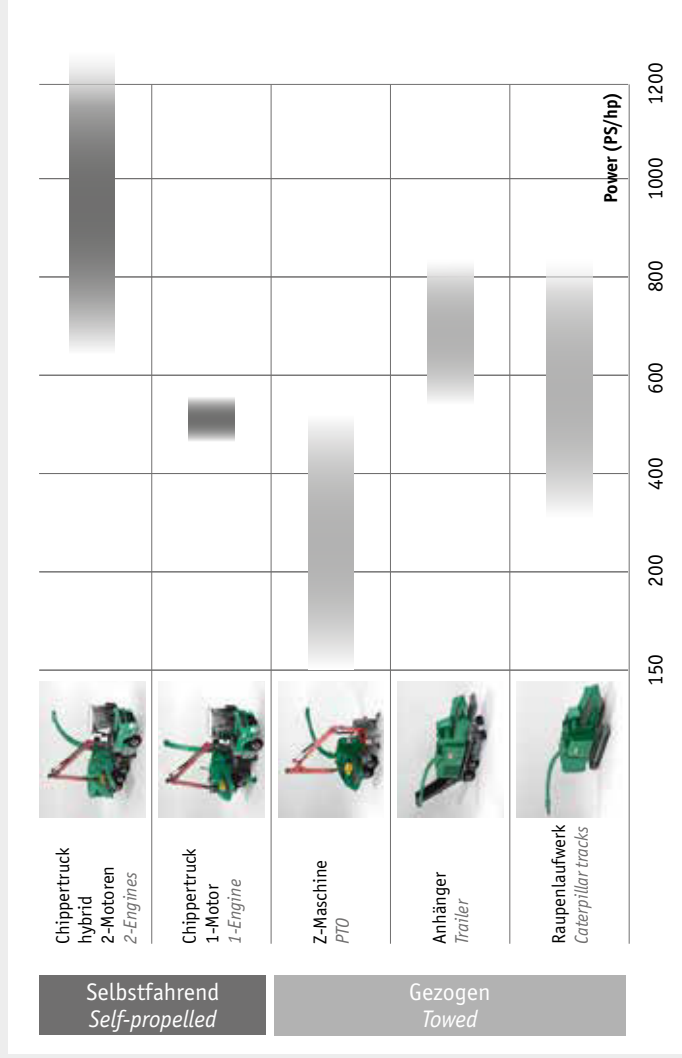 1200
1000
800
600
400
200
150
Power (PS/hp)
Chippertruck
hybrid
2-Motoren
2-Engines
Chippertruck
1-Motor
1-Engine
Z-Maschine
PTO
Anhänger
Trailer
Raupenlaufwerk
Caterpillar tracks
Selbstfahrend
Self-propelled
Gezogen
Towed